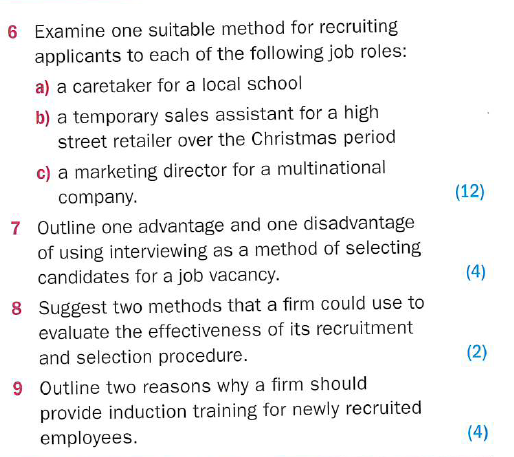 6 Examine one suitable method for recruiting
applicants to each of the following job roles:
a) a caretaker for a local school
b) a temporary sales assistant for a high
street retailer over the Christmas period
c) a marketing director for a multinational
company. (12)
7 Outline one advantage and one disadvantage
of using interviewing as a method of selecting
candidates for a job vacancy. (4)
8 Suggest two methods that a firm could use to
evaluate the effectiveness of its recruitment
and selection procedure. (2)
9 Outline two reasons why a firm should
provide induction training for newly recruited
employees. (4)